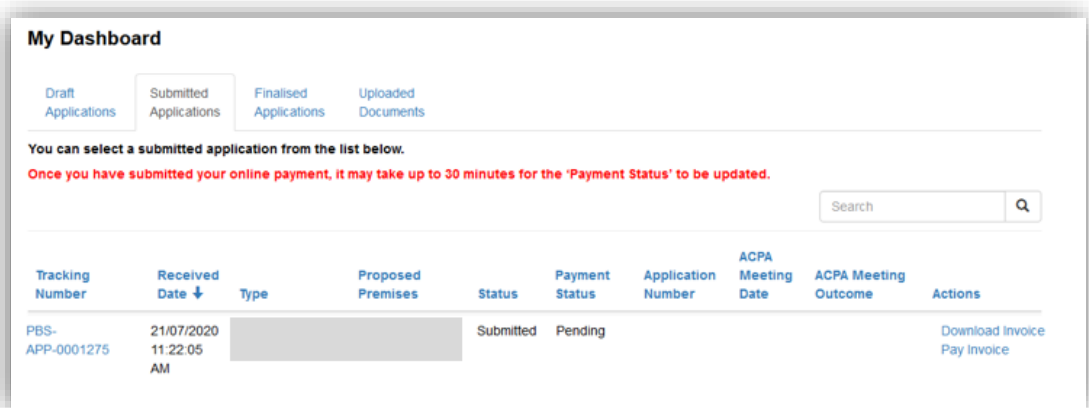 My Dashboard
Draft
Applications
Submitted
Applications
Finalised
Applications
Uploaded
Documents
You can select a submitted application from the list below.
Once you have submitted your online payment, it may take up to 30 minutes for the 'Payment Status' to be updated.
Search
Tracking
Number
Received
Date ↓
Type
Proposed
Premises
Status
Payment
Status
Application
Number
ACPA
Meeting
Date
ACPA Meeting
Outcome
Actions
PBS-
APP-0001275
21/07/2020
11:22:05
AM
Submitted
Pending
Download Invoice
Pay Invoice